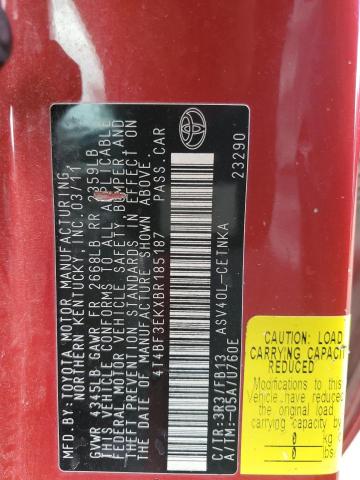 MFD.BY:TOYOTA MOTOR MANUFACTURING,
NORTHERN KENTUCKY, INC. 03/11
GVWR 4345LB GAWR FR 2668LB RR 2359LB
THIS VEHICLE CONFORMS TO ALL APPLICABLE
FEDERAL MOTOR VEHICLE SAFETY, BUMPER AND
THEFT PREVENTION STANDARDS IN EFFECT ON
THE DATE OF MANUFACTURE SHOWN ABOVE.
4T4BF3EKXBR185187 PASS.CAR
C/TR:3R3/FB13 ASV40L-CETNKA
A/TM:-05A/U760E
23290
TOYOTA
CAUTION: LOAD
CARRYING CAPACITY
REDUCED
Modifications to this
Vehicle .have reduced
the original load
carrying capacity by
0 kg
0 lbs